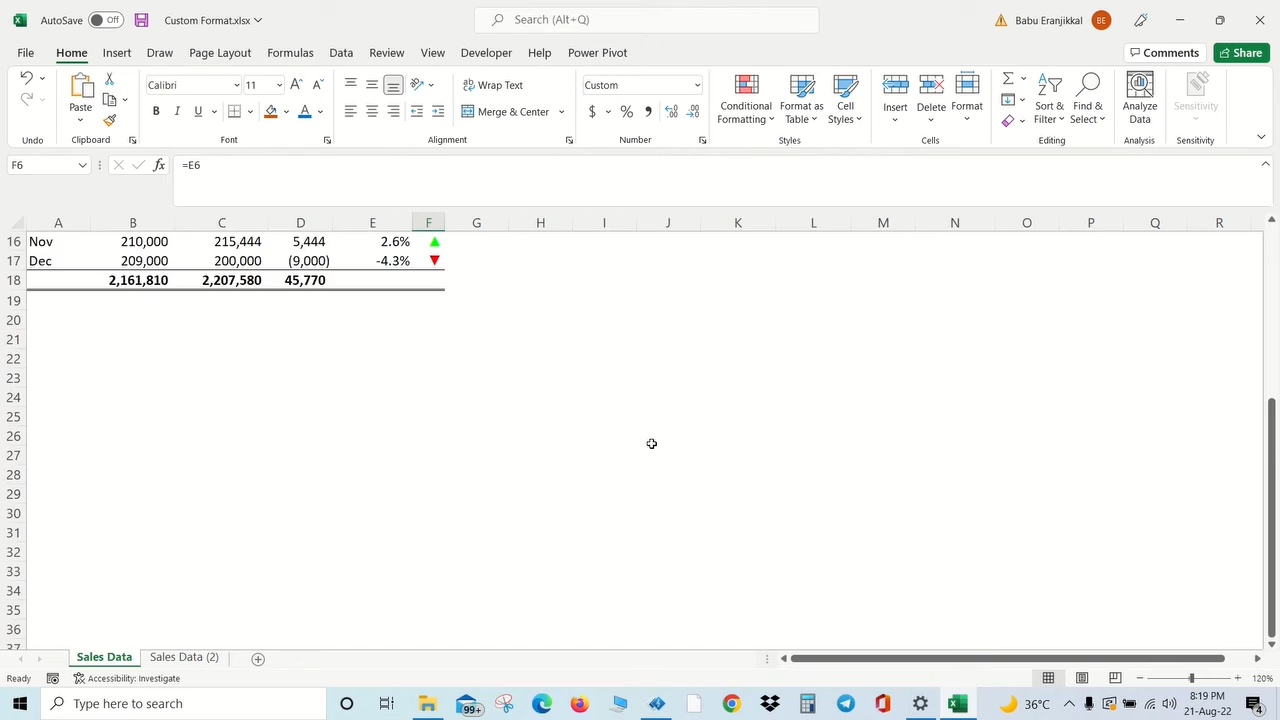 AutoSave Off Custom Format.xlsx Search (Alt+Q) Babu Eranjikkal BE
File Home Insert Draw Page Layout Formulas Data Review View Developer Help Power Pivot Comments Share
Paste Calibri 11 A^ A˅ Wrap Text Custom Conditional Formatting Format as Table Cell Styles Insert Delete Format Sort & Filter Find & Select Analyze Data Sensitivity
B I U A Merge & Center $ % , .00
Undo Clipboard Font Alignment Number Styles Cells Editing Analysis Sensitivity
F6 fx =E6
A B C D E F G H I J K L M N O P Q R
16 Nov 210,000 215,444 5,444 2.6% ▲
17 Dec 209,000 200,000 (9,000) -4.3% ▼
18 2,161,810 2,207,580 45,770
19
20
21
22
23
24
25
26
27
28
29
30
31
32
33
34
35
36
37
Sales Data Sales Data (2)
Ready Accessibility: Investigate 120%
Type here to search 99+ 36°C 8:19 PM
21-Aug-22 4